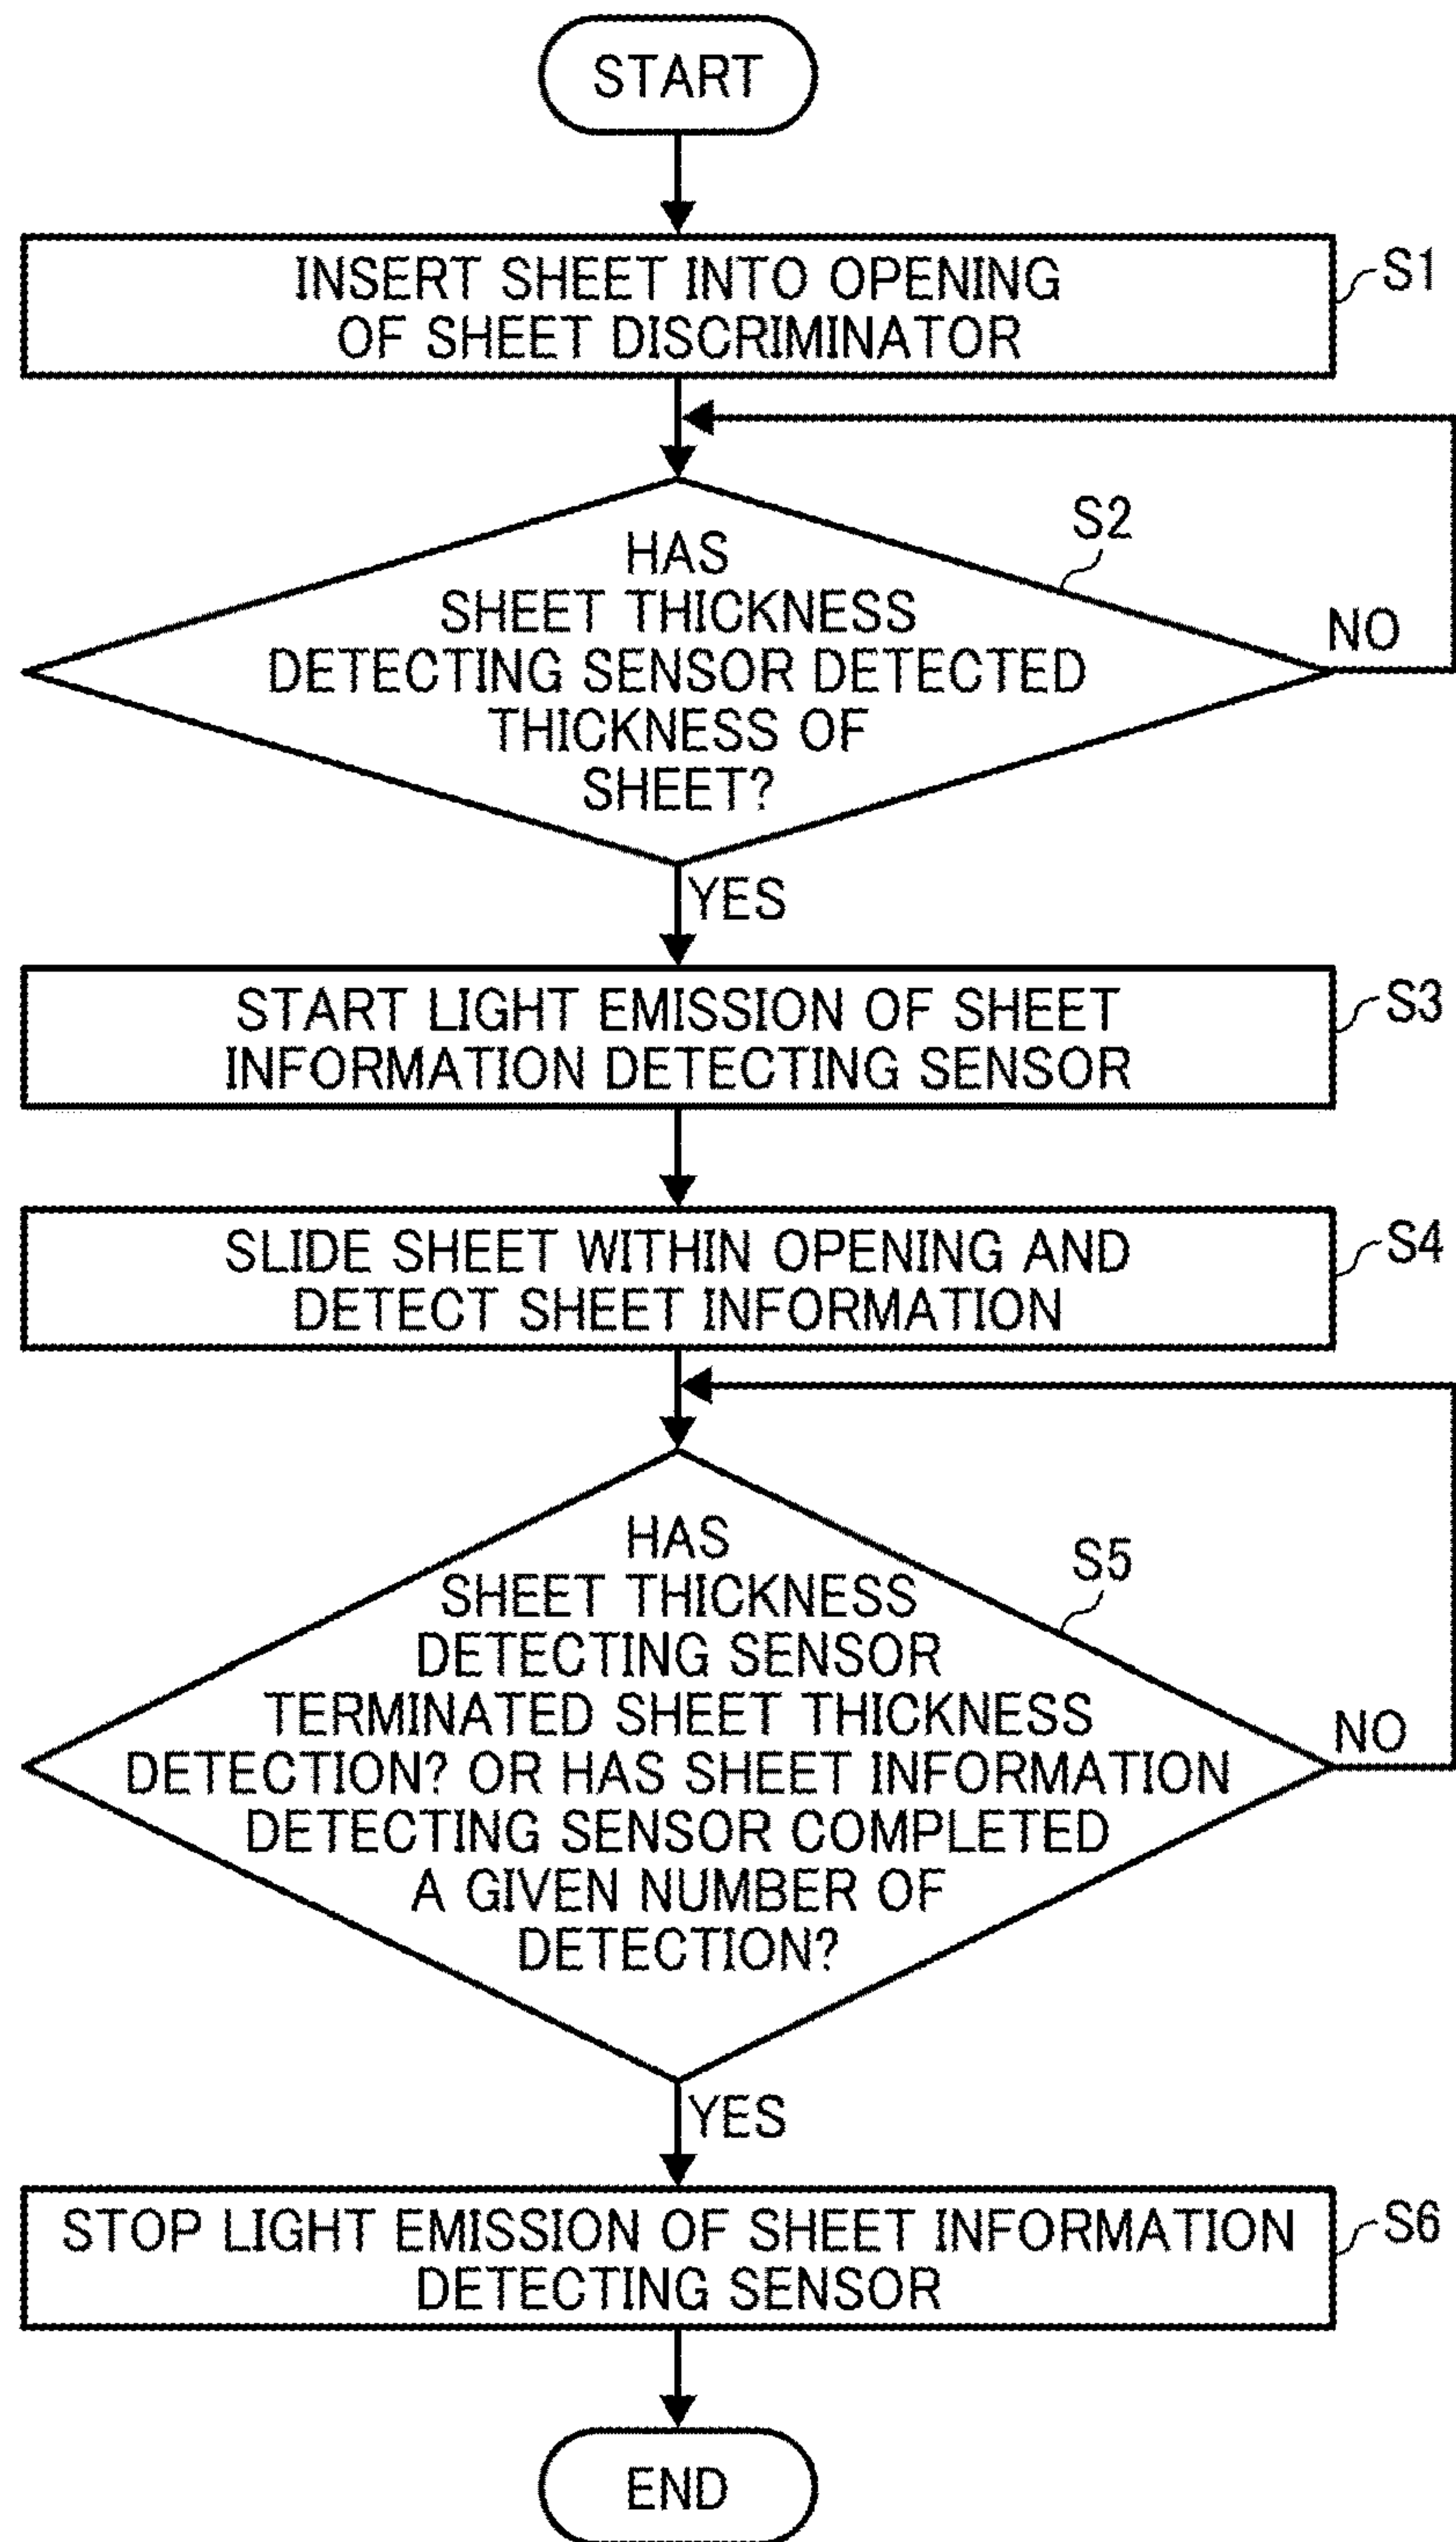 START
INSERT SHEET INTO OPENING
OF SHEET DISCRIMINATOR
S1
HAS
SHEET THICKNESS
DETECTING SENSOR DETECTED
THICKNESS OF
SHEET?
S2
NO
YES
START LIGHT EMISSION OF SHEET
INFORMATION DETECTING SENSOR
S3
SLIDE SHEET WITHIN OPENING AND
DETECT SHEET INFORMATION
S4
HAS
SHEET THICKNESS
DETECTING SENSOR
TERMINATED SHEET THICKNESS
DETECTION? OR HAS SHEET INFORMATION
DETECTING SENSOR COMPLETED
A GIVEN NUMBER OF
DETECTION?
S5
NO
YES
STOP LIGHT EMISSION OF SHEET INFORMATION
DETECTING SENSOR
S6
END